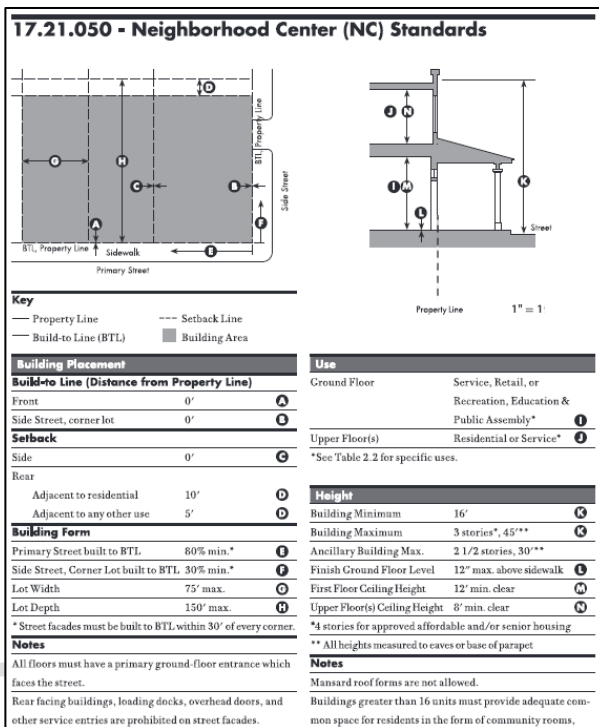 17.21.050 - Neighborhood Center (NC) Standards
D
G
H
C
B
A
F
E
BTL, Property Line
Side Street
BTL, Property Line
Sidewalk
Primary Street
J N
I M
K
L
Street
Property Line
1" = 1'
Key
Property Line
Setback Line
Build-to Line (BTL)
Building Area
Building Placement
Build-to Line (Distance from Property Line)
Front 0' A
Side Street, corner lot 0' B
Setback
Side 0' C
Rear
Adjacent to residential 10' D
Adjacent to any other use 5' D
Building Form
Primary Street built to BTL 80% min.* E
Side Street, Corner Lot built to BTL 30% min.* F
Lot Width 75' max. G
Lot Depth 150' max. H
* Street facades must be built to BTL within 30' of every corner.
Notes
All floors must have a primary ground-floor entrance which
faces the street.
Rear facing buildings, loading docks, overhead doors, and
other service entries are prohibited on street facades.
Use
Ground Floor Service, Retail, or
Recreation, Education &
Public Assembly* I
Upper Floor(s) Residential or Service* J
*See Table 2.2 for specific uses.
Height
Building Minimum 16' K
Building Maximum 3 stories*, 45'** K
Ancillary Building Max. 2 1/2 stories, 30'**
Finish Ground Floor Level 12" max. above sidewalk L
First Floor Ceiling Height 12' min. clear M
Upper Floor(s) Ceiling Height 8' min. clear N
*4 stories for approved affordable and/or senior housing
** All heights measured to eaves or base of parapet
Notes
Mansard roof forms are not allowed.
Buildings greater than 16 units must provide adequate com-
mon space for residents in the form of community rooms,